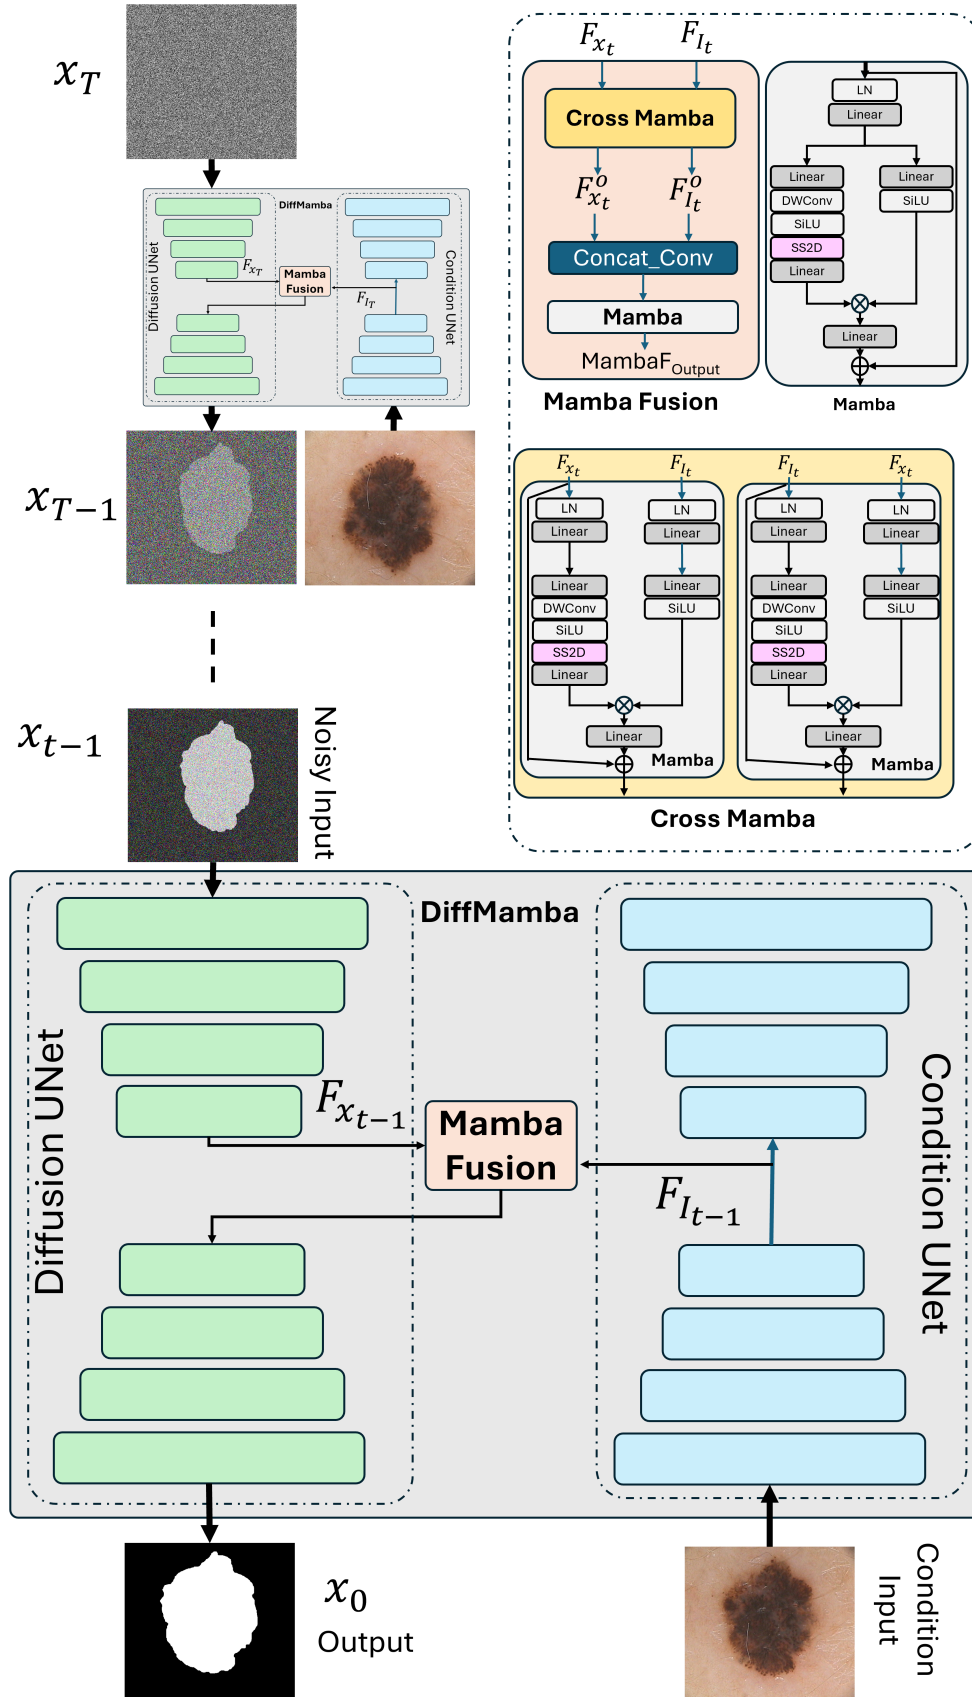 x_T
DiffMamba
Diffusion UNet
Condition UNet
F_{x_T}
Mamba
Fusion
F_{I_T}
x_{T-1}
x_{t-1}
Noisy Input
F_{x_t}
F_{I_t}
Cross Mamba
F^o_{x_t}
F^o_{I_t}
Concat_Conv
Mamba
MambaF_{Output}
Mamba Fusion
LN
Linear
Linear
DWConv
SiLU
SS2D
Linear
Linear
SiLU
Linear
Mamba
F_{x_t}
F_{I_t}
LN
Linear
Linear
DWConv
SiLU
SS2D
Linear
LN
Linear
Linear
SiLU
Linear
Mamba
F_{I_t}
F_{x_t}
LN
Linear
Linear
DWConv
SiLU
SS2D
Linear
LN
Linear
Linear
SiLU
Linear
Mamba
Cross Mamba
DiffMamba
Diffusion UNet
Condition UNet
F_{x_{t-1}}
Mamba
Fusion
F_{I_{t-1}}
x_0
Output
Condition
Input